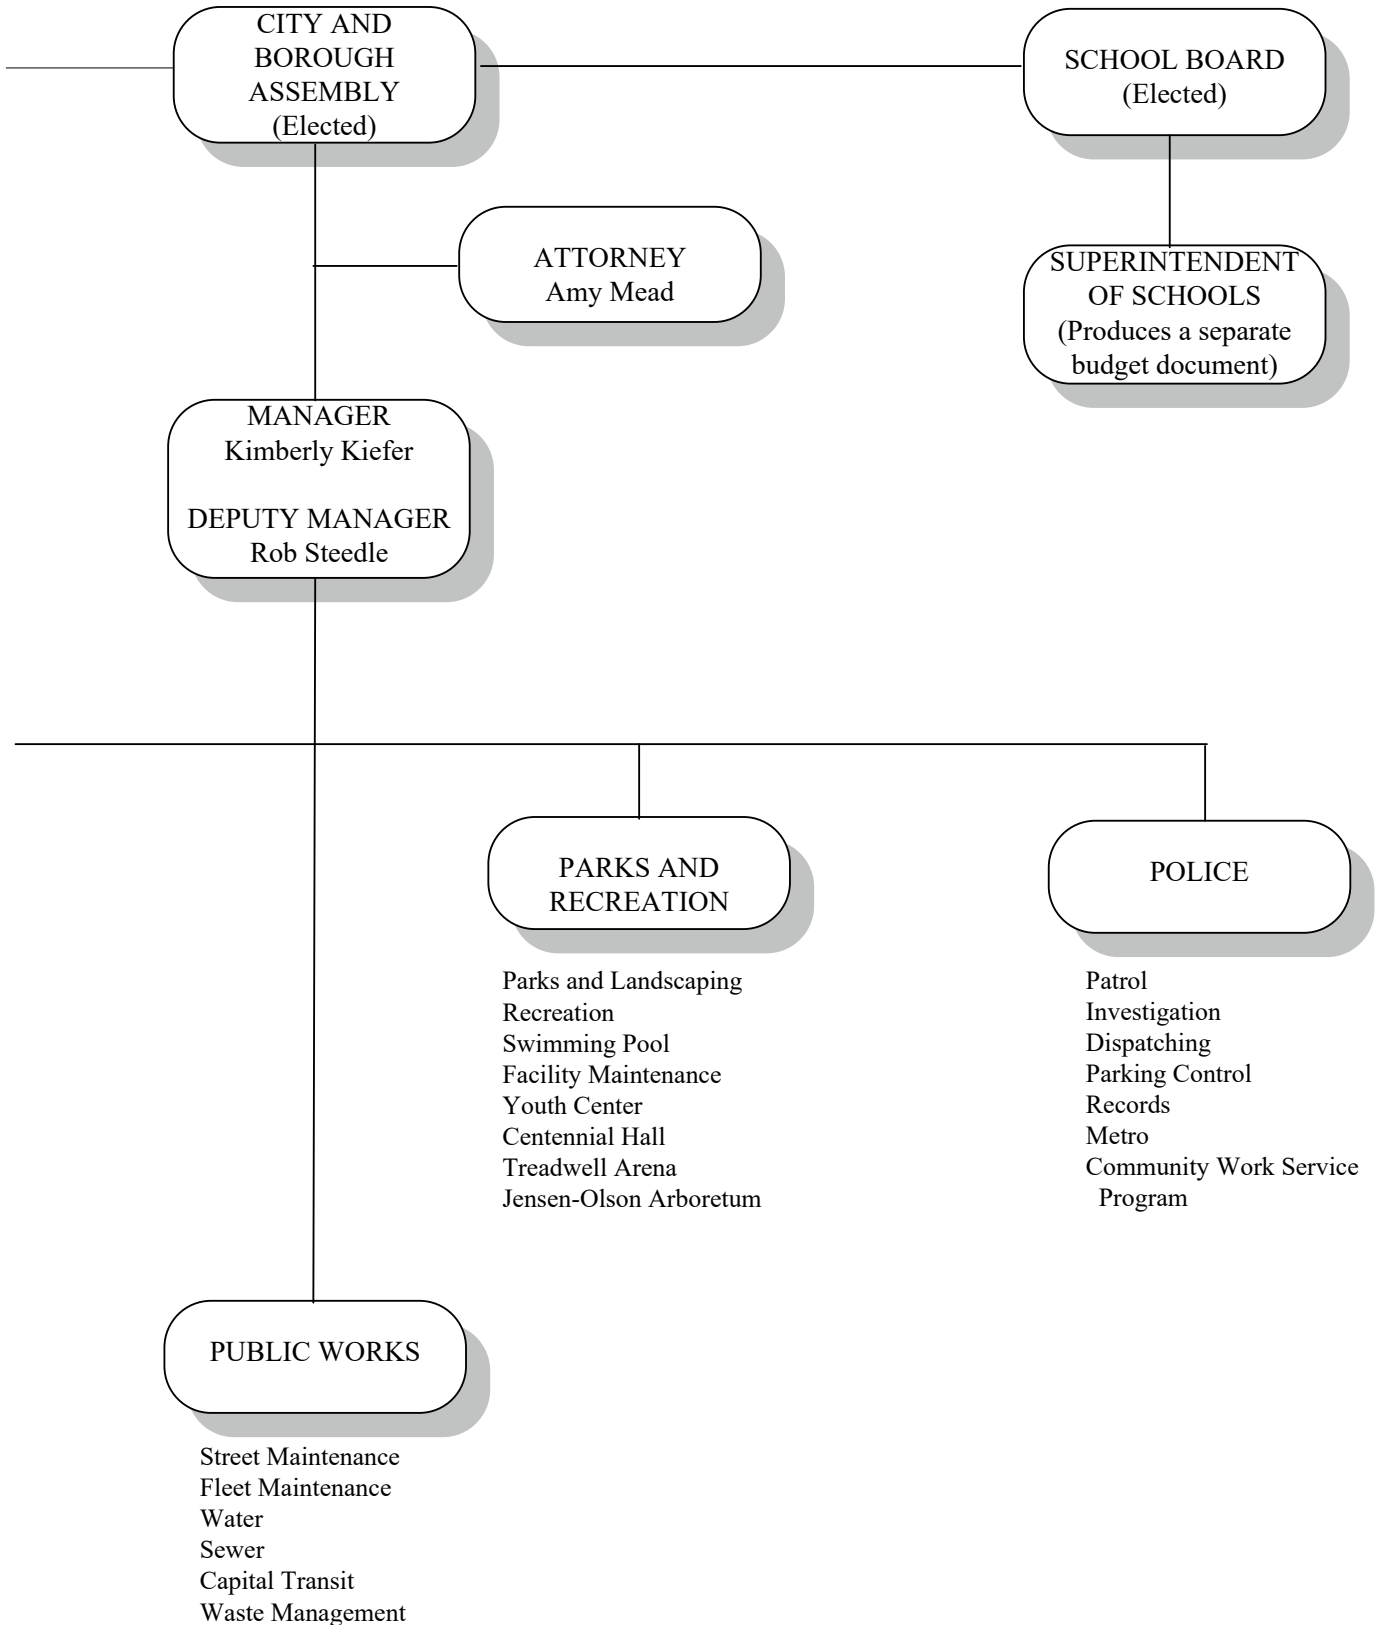 CITY AND
BOROUGH
ASSEMBLY
(Elected)
SCHOOL BOARD
(Elected)
ATTORNEY
Amy Mead
SUPERINTENDENT
OF SCHOOLS
(Produces a separate
budget document)
MANAGER
Kimberly Kiefer
DEPUTY MANAGER
Rob Steedle
PARKS AND
RECREATION
Parks and Landscaping
Recreation
Swimming Pool
Facility Maintenance
Youth Center
Centennial Hall
Treadwell Arena
Jensen-Olson Arboretum
POLICE
Patrol
Investigation
Dispatching
Parking Control
Records
Metro
Community Work Service
Program
PUBLIC WORKS
Street Maintenance
Fleet Maintenance
Water
Sewer
Capital Transit
Waste Management